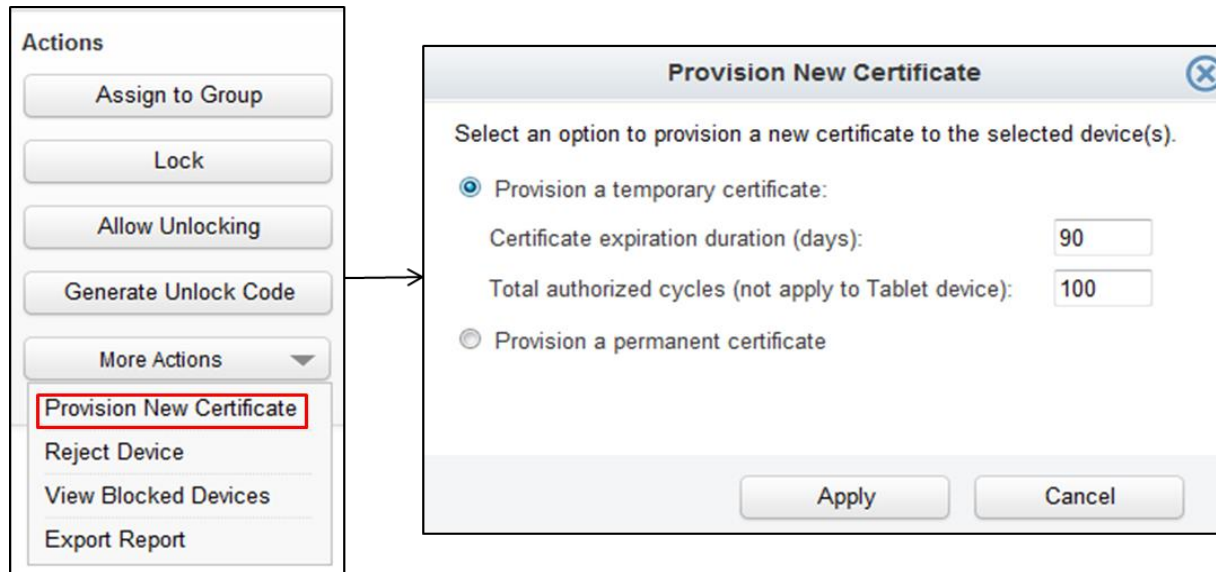 Actions
Assign to Group
Lock
Allow Unlocking
Generate Unlock Code
More Actions
Provision New Certificate
Reject Device
View Blocked Devices
Export Report
Provision New Certificate
Select an option to provision a new certificate to the selected device(s).
Provision a temporary certificate:
Certificate expiration duration (days): 90
Total authorized cycles (not apply to Tablet device): 100
Provision a permanent certificate
Apply Cancel